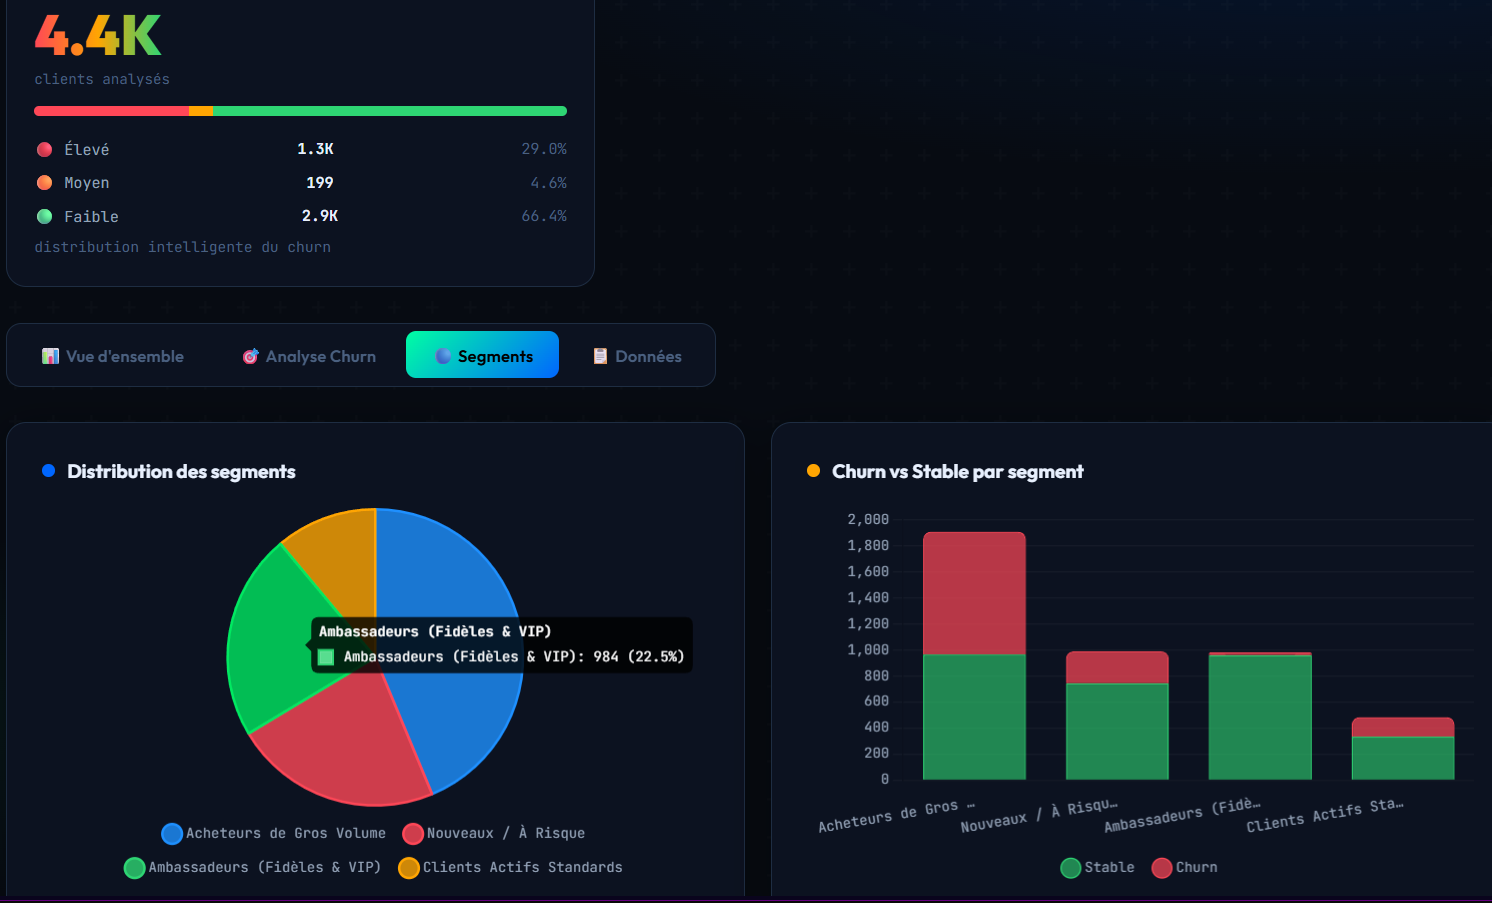 4.4K
clients analysés
Élevé 1.3K 29.0%
Moyen 199 4.6%
Faible 2.9K 66.4%
distribution intelligente du churn
Vue d'ensemble Analyse Churn Segments Données
Distribution des segments
Ambassadeurs (Fidèles & VIP)
Ambassadeurs (Fidèles & VIP): 984 (22.5%)
Acheteurs de Gros Volume Nouveaux / À Risque
Ambassadeurs (Fidèles & VIP) Clients Actifs Standards
Churn vs Stable par segment
2,000
1,800
1,600
1,400
1,200
1,000
800
600
400
200
0
Acheteurs de Gros …
Nouveaux / À Risqu…
Ambassadeurs (Fidè…
Clients Actifs Sta…
Stable Churn